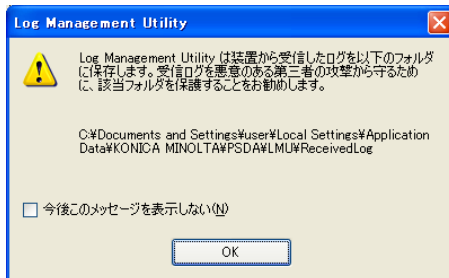 Log Management Utility
Log Management Utility は装置から受信したログを以下のフォルダ
に保存します。受信ログを悪意のある第三者の攻撃から守るため
に、該当フォルダを保護することをお勧めします。
C:¥Documents and Settings¥user¥Local Settings¥Application
Data¥KONICA MINOLTA¥PSDA¥LMU¥ReceivedLog
今後このメッセージを表示しない(N)
OK